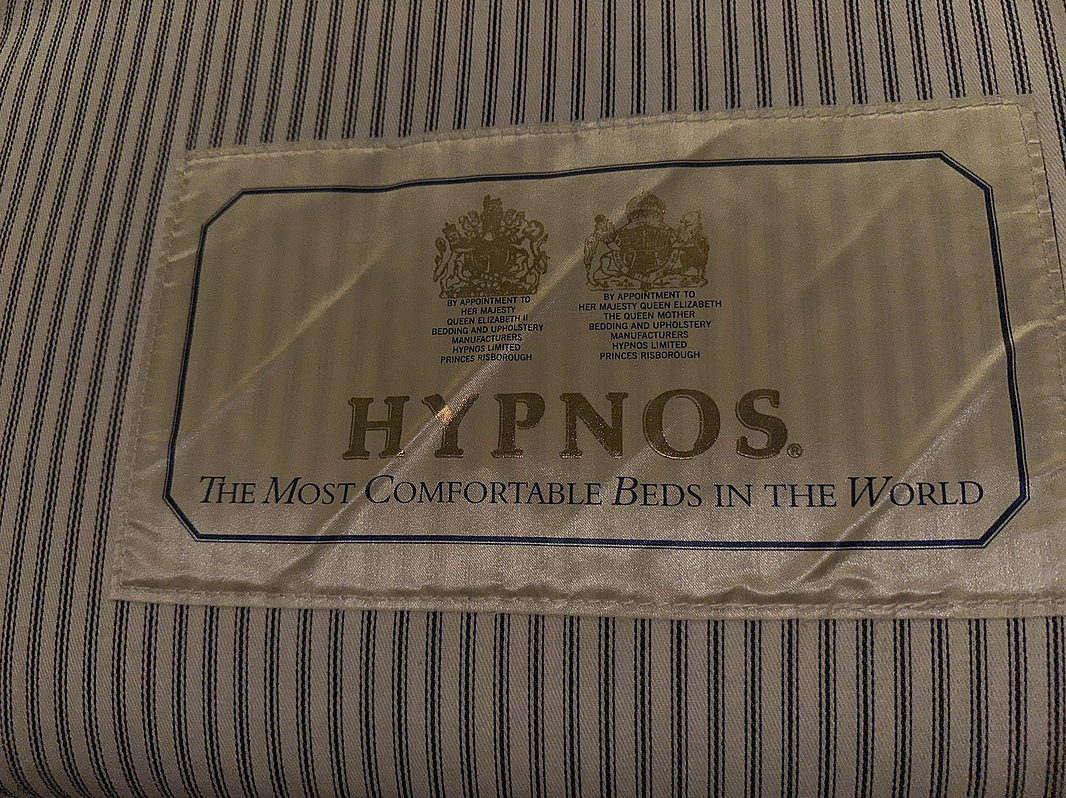 BY APPOINTMENT TO
HER MAJESTY
QUEEN ELIZABETH II
BEDDING AND UPHOLSTERY
MANUFACTURERS
HYPNOS LIMITED
PRINCES RISBOROUGH
BY APPOINTMENT TO
HER MAJESTY QUEEN ELIZABETH
THE QUEEN MOTHER
BEDDING AND UPHOLSTERY
MANUFACTURERS
HYPNOS LIMITED
PRINCES RISBOROUGH
HYPNOS®
THE MOST COMFORTABLE BEDS IN THE WORLD